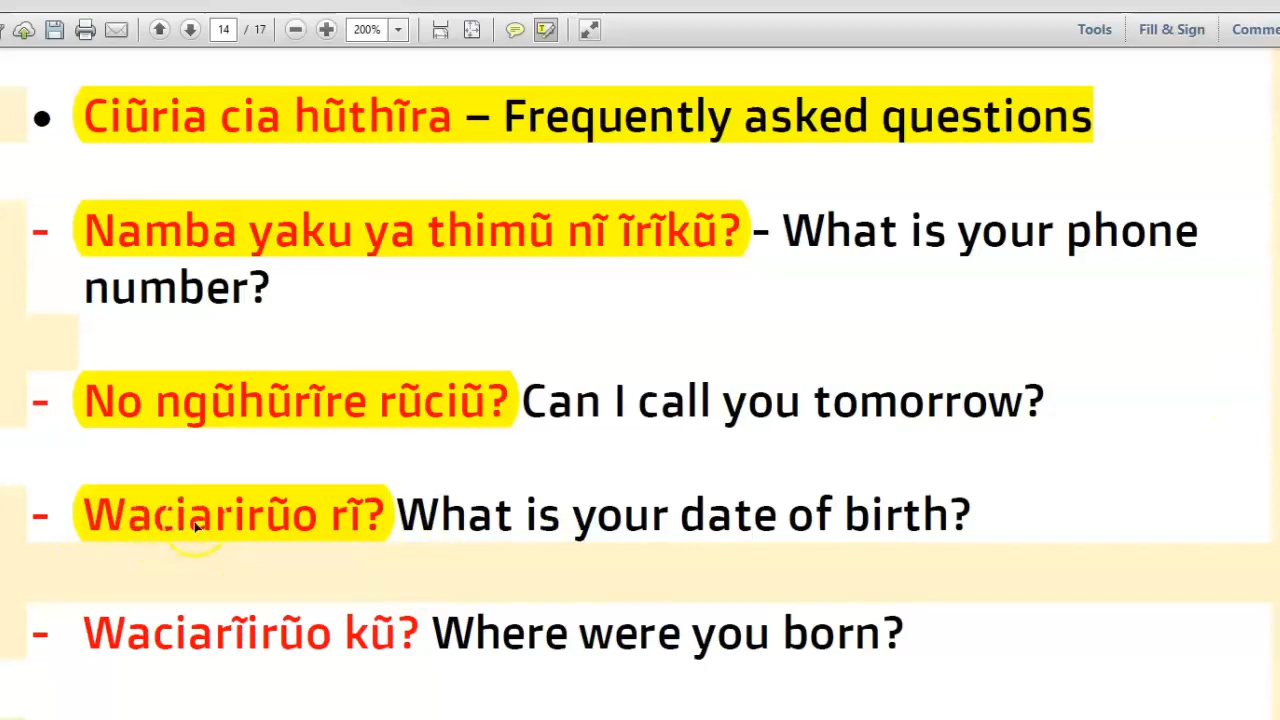 14 / 17
200%
Tools
Fill & Sign
Comme
• Ciũria cia hũthĩra – Frequently asked questions
- Namba yaku ya thimũ nĩ ĩrĩkũ? - What is your phone
number?
- No ngũhũrĩre rũciũ? Can I call you tomorrow?
- Waciarirũo rĩ? What is your date of birth?
- Waciarĩirũo kũ? Where were you born?